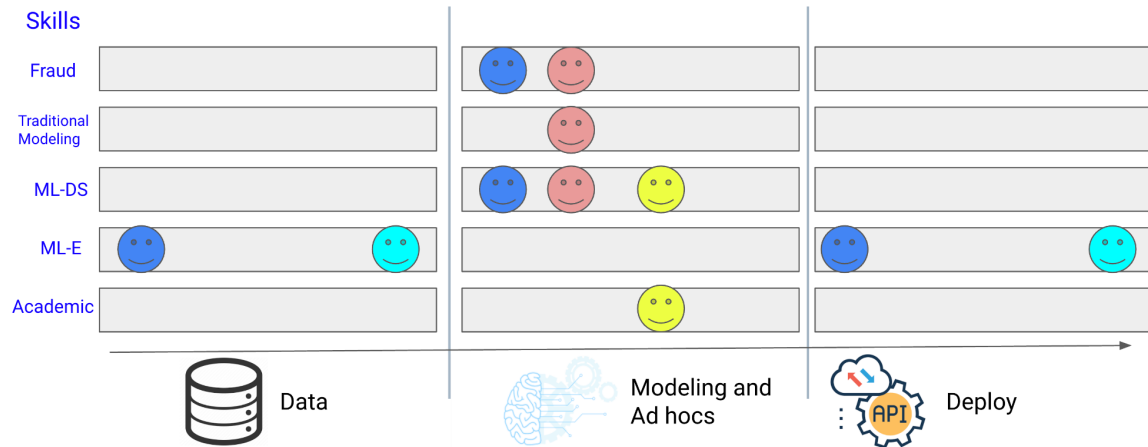 Skills
Fraud
Traditional
Modeling
ML-DS
ML-E
Academic
Data
Modeling and
Ad hocs
API
Deploy